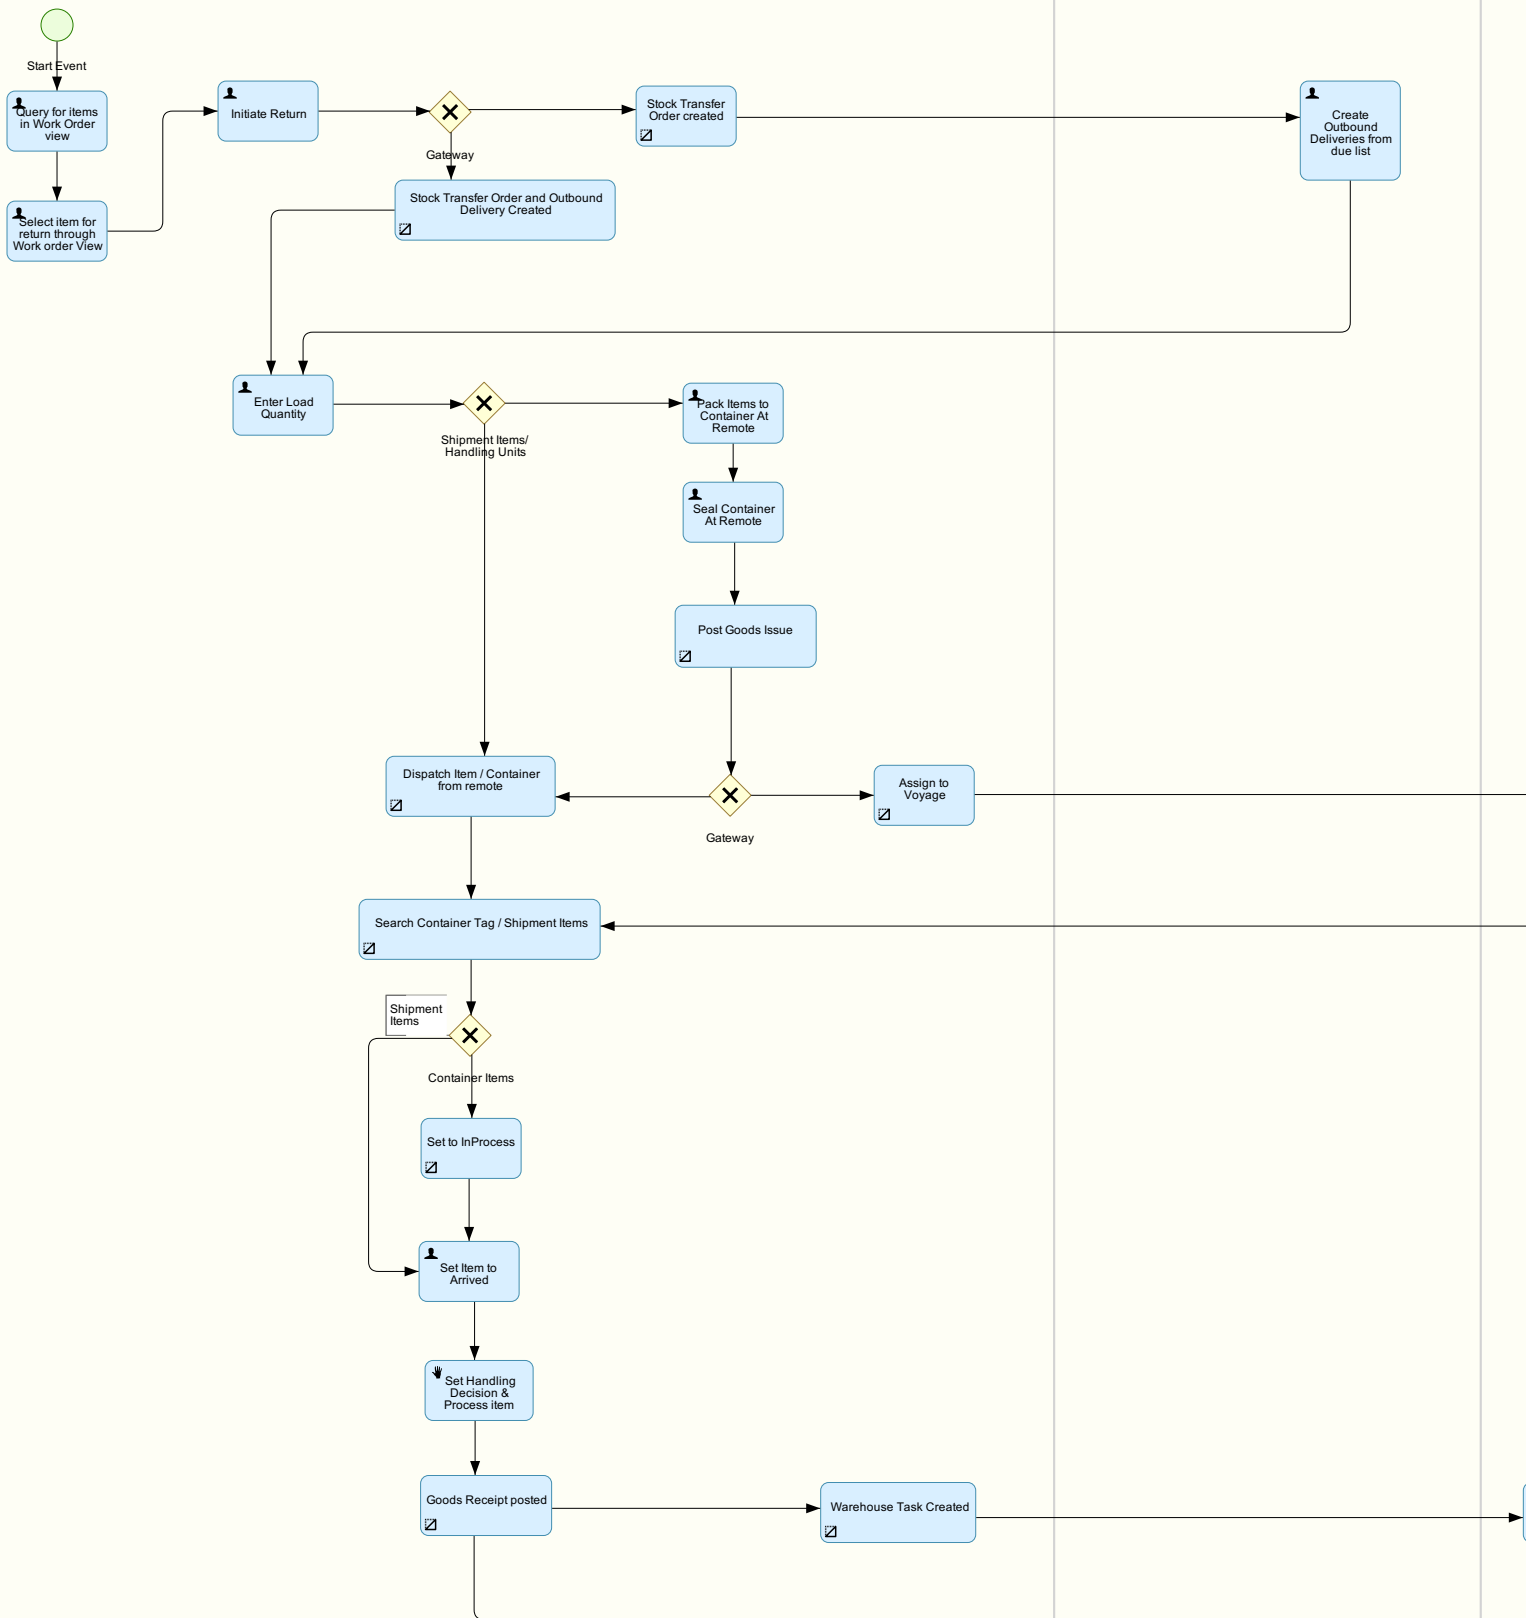 Start Event
Query for items
in Work Order
view
Select item for
return through
Work order View
Initiate Return
Gateway
Stock Transfer
Order created
Create
Outbound
Deliveries from
due list
Stock Transfer Order and Outbound
Delivery Created
Enter Load
Quantity
Shipment Items/
Handling Units
Pack Items to
Container At
Remote
Seal Container
At Remote
Post Goods Issue
Dispatch Item / Container
from remote
Gateway
Assign to
Voyage
Search Container Tag / Shipment Items
Shipment
Items
Container Items
Set to InProcess
Set Item to
Arrived
Set Handling
Decision &
Process item
Goods Receipt posted
Warehouse Task Created